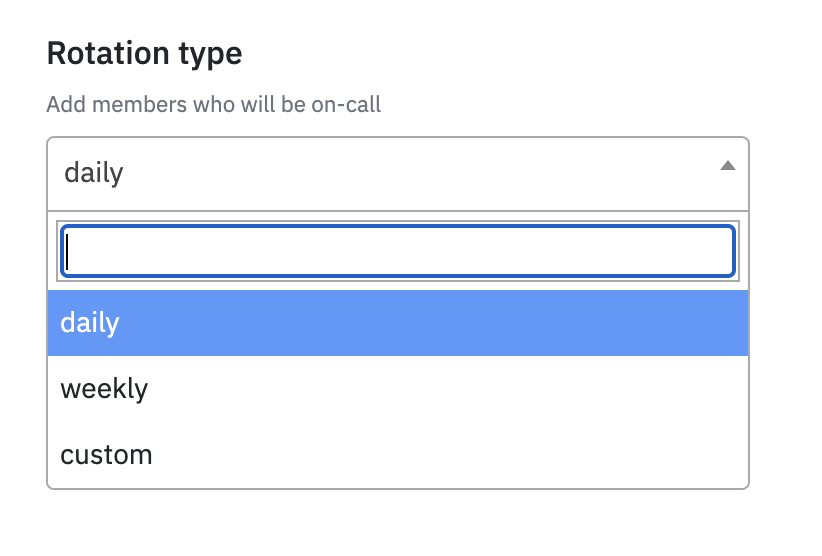 Rotation type
Add members who will be on-call
daily
daily
weekly
custom